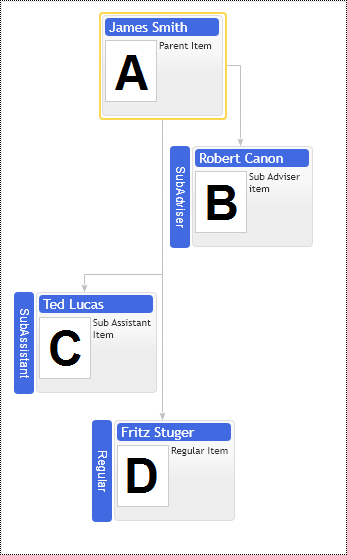 James Smith
A
Parent Item
SubAdviser
Robert Canon
B
Sub Adviser
item
SubAssistant
Ted Lucas
C
Sub Assistant
Item
Regular
Fritz Stuger
D
Regular Item